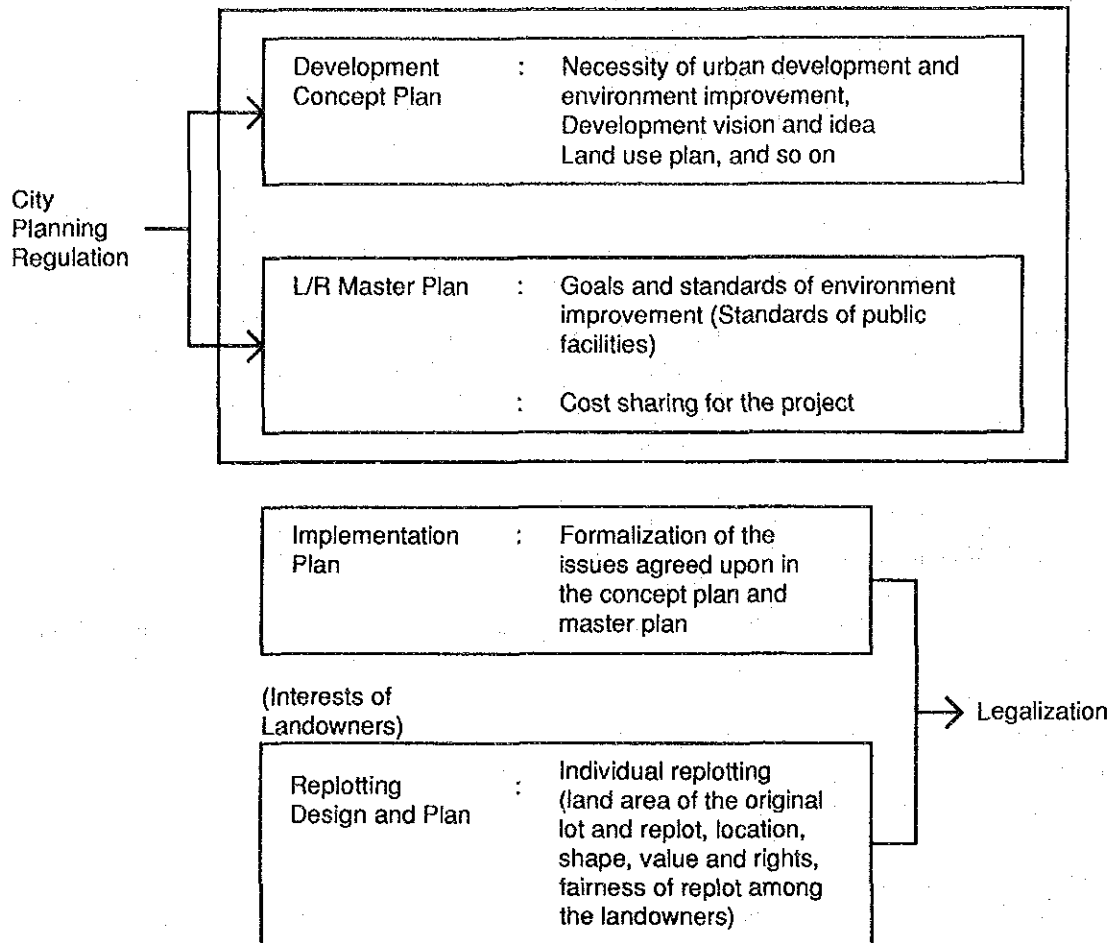 Development : Necessity of urban development and
Concept Plan environment improvement,
Development vision and idea
Land use plan, and so on
City
Planning
Regulation
L/R Master Plan : Goals and standards of environment
improvement (Standards of public
facilities)
: Cost sharing for the project
Implementation : Formalization of the
Plan issues agreed upon in
the concept plan and
master plan
(Interests of
Landowners)
Legalization
Replotting : Individual replotting
Design and Plan (land area of the original
lot and replot, location,
shape, value and rights,
fairness of replot among
the landowners)